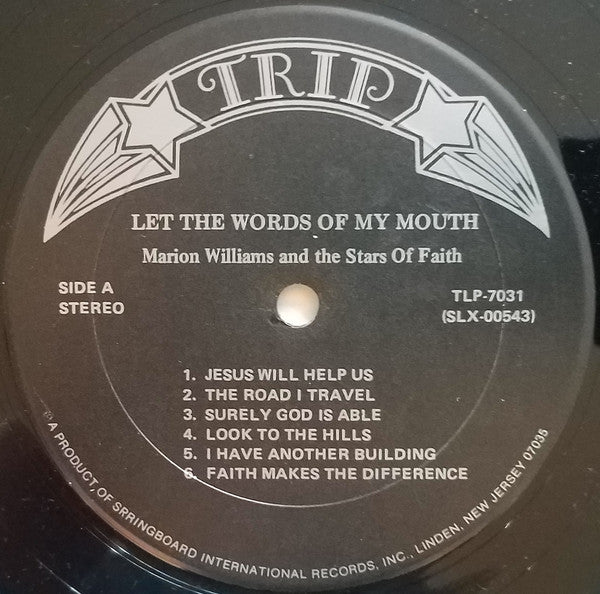 TRIP
LET THE WORDS OF MY MOUTH
Marion Williams and the Stars Of Faith
SIDE A
STEREO
TLP-7031
(SLX-00543)
1. JESUS WILL HELP US
2. THE ROAD I TRAVEL
3. SURELY GOD IS ABLE
4. LOOK TO THE HILLS
5. I HAVE ANOTHER BUILDING
6. FAITH MAKES THE DIFFERENCE
℗ A PRODUCT OF SPRINGBOARD INTERNATIONAL RECORDS, INC., LINDEN, NEW JERSEY 07035